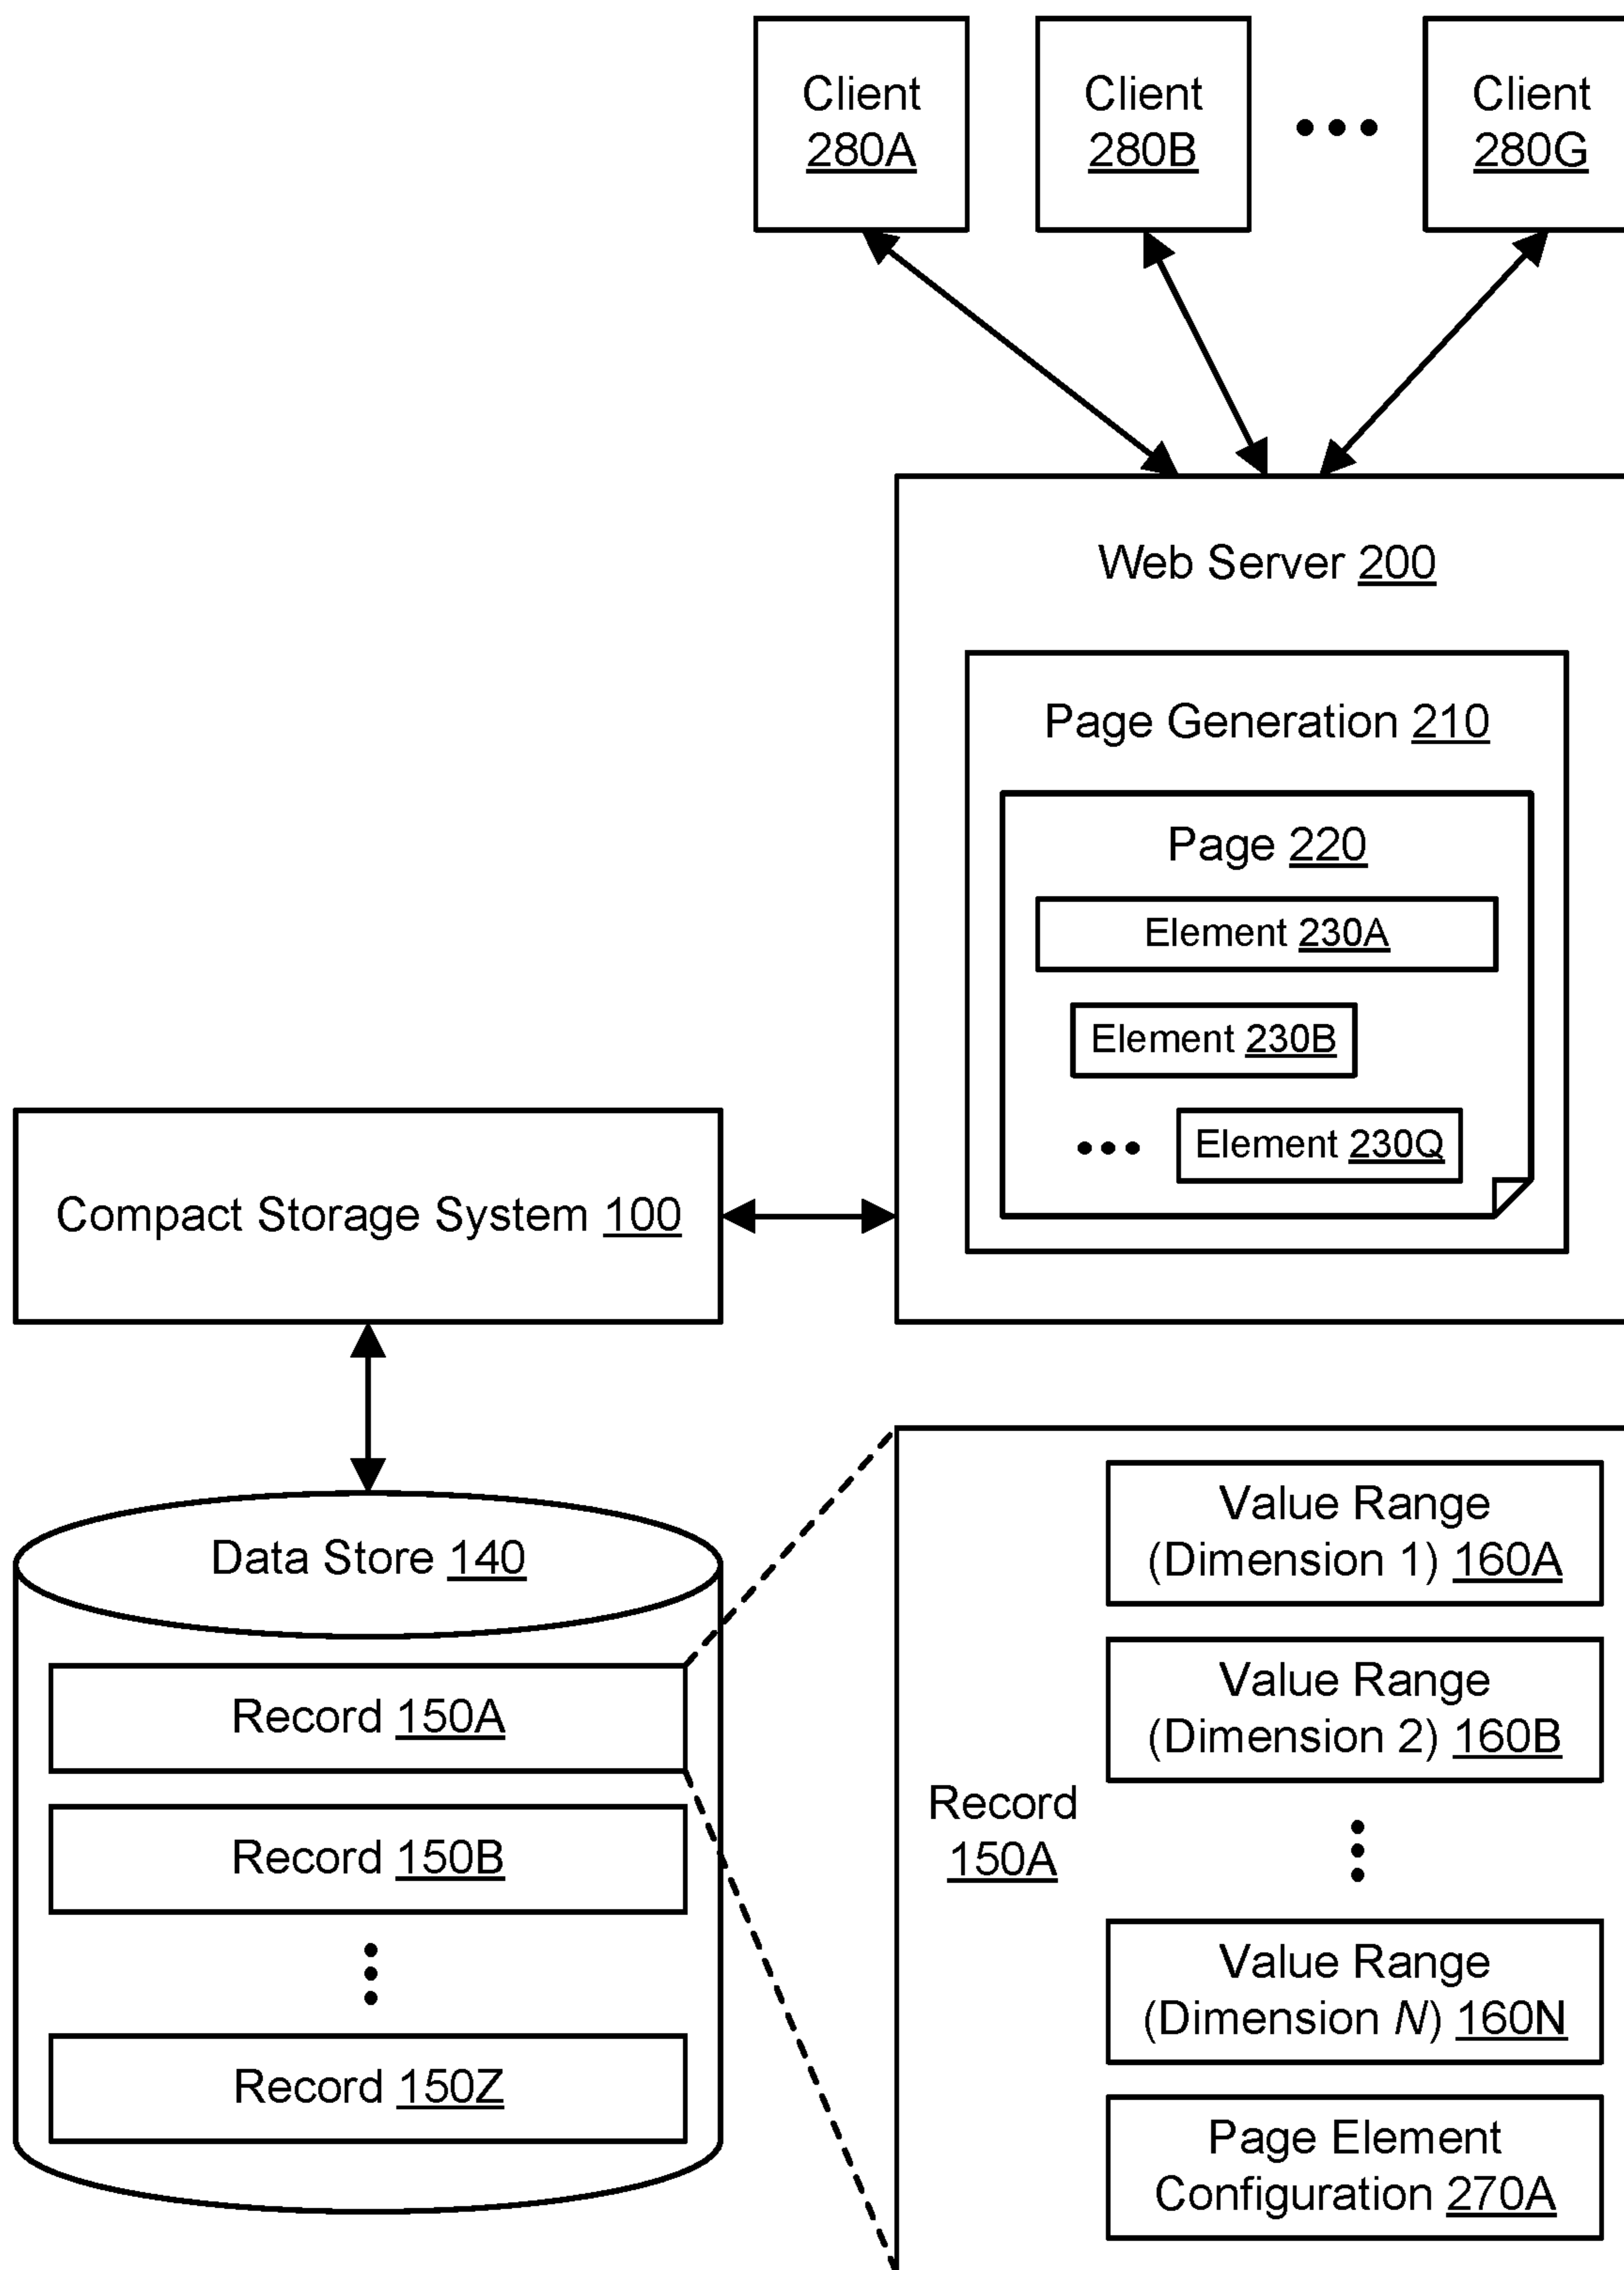 Client
280A
Client
280B
Client
280G
Web Server 200
Page Generation 210
Page 220
Element 230A
Element 230B
Element 230Q
Compact Storage System 100
Data Store 140
Record 150A
Record 150B
Record 150Z
Record
150A
Value Range
(Dimension 1) 160A
Value Range
(Dimension 2) 160B
Value Range
(Dimension N) 160N
Page Element
Configuration 270A